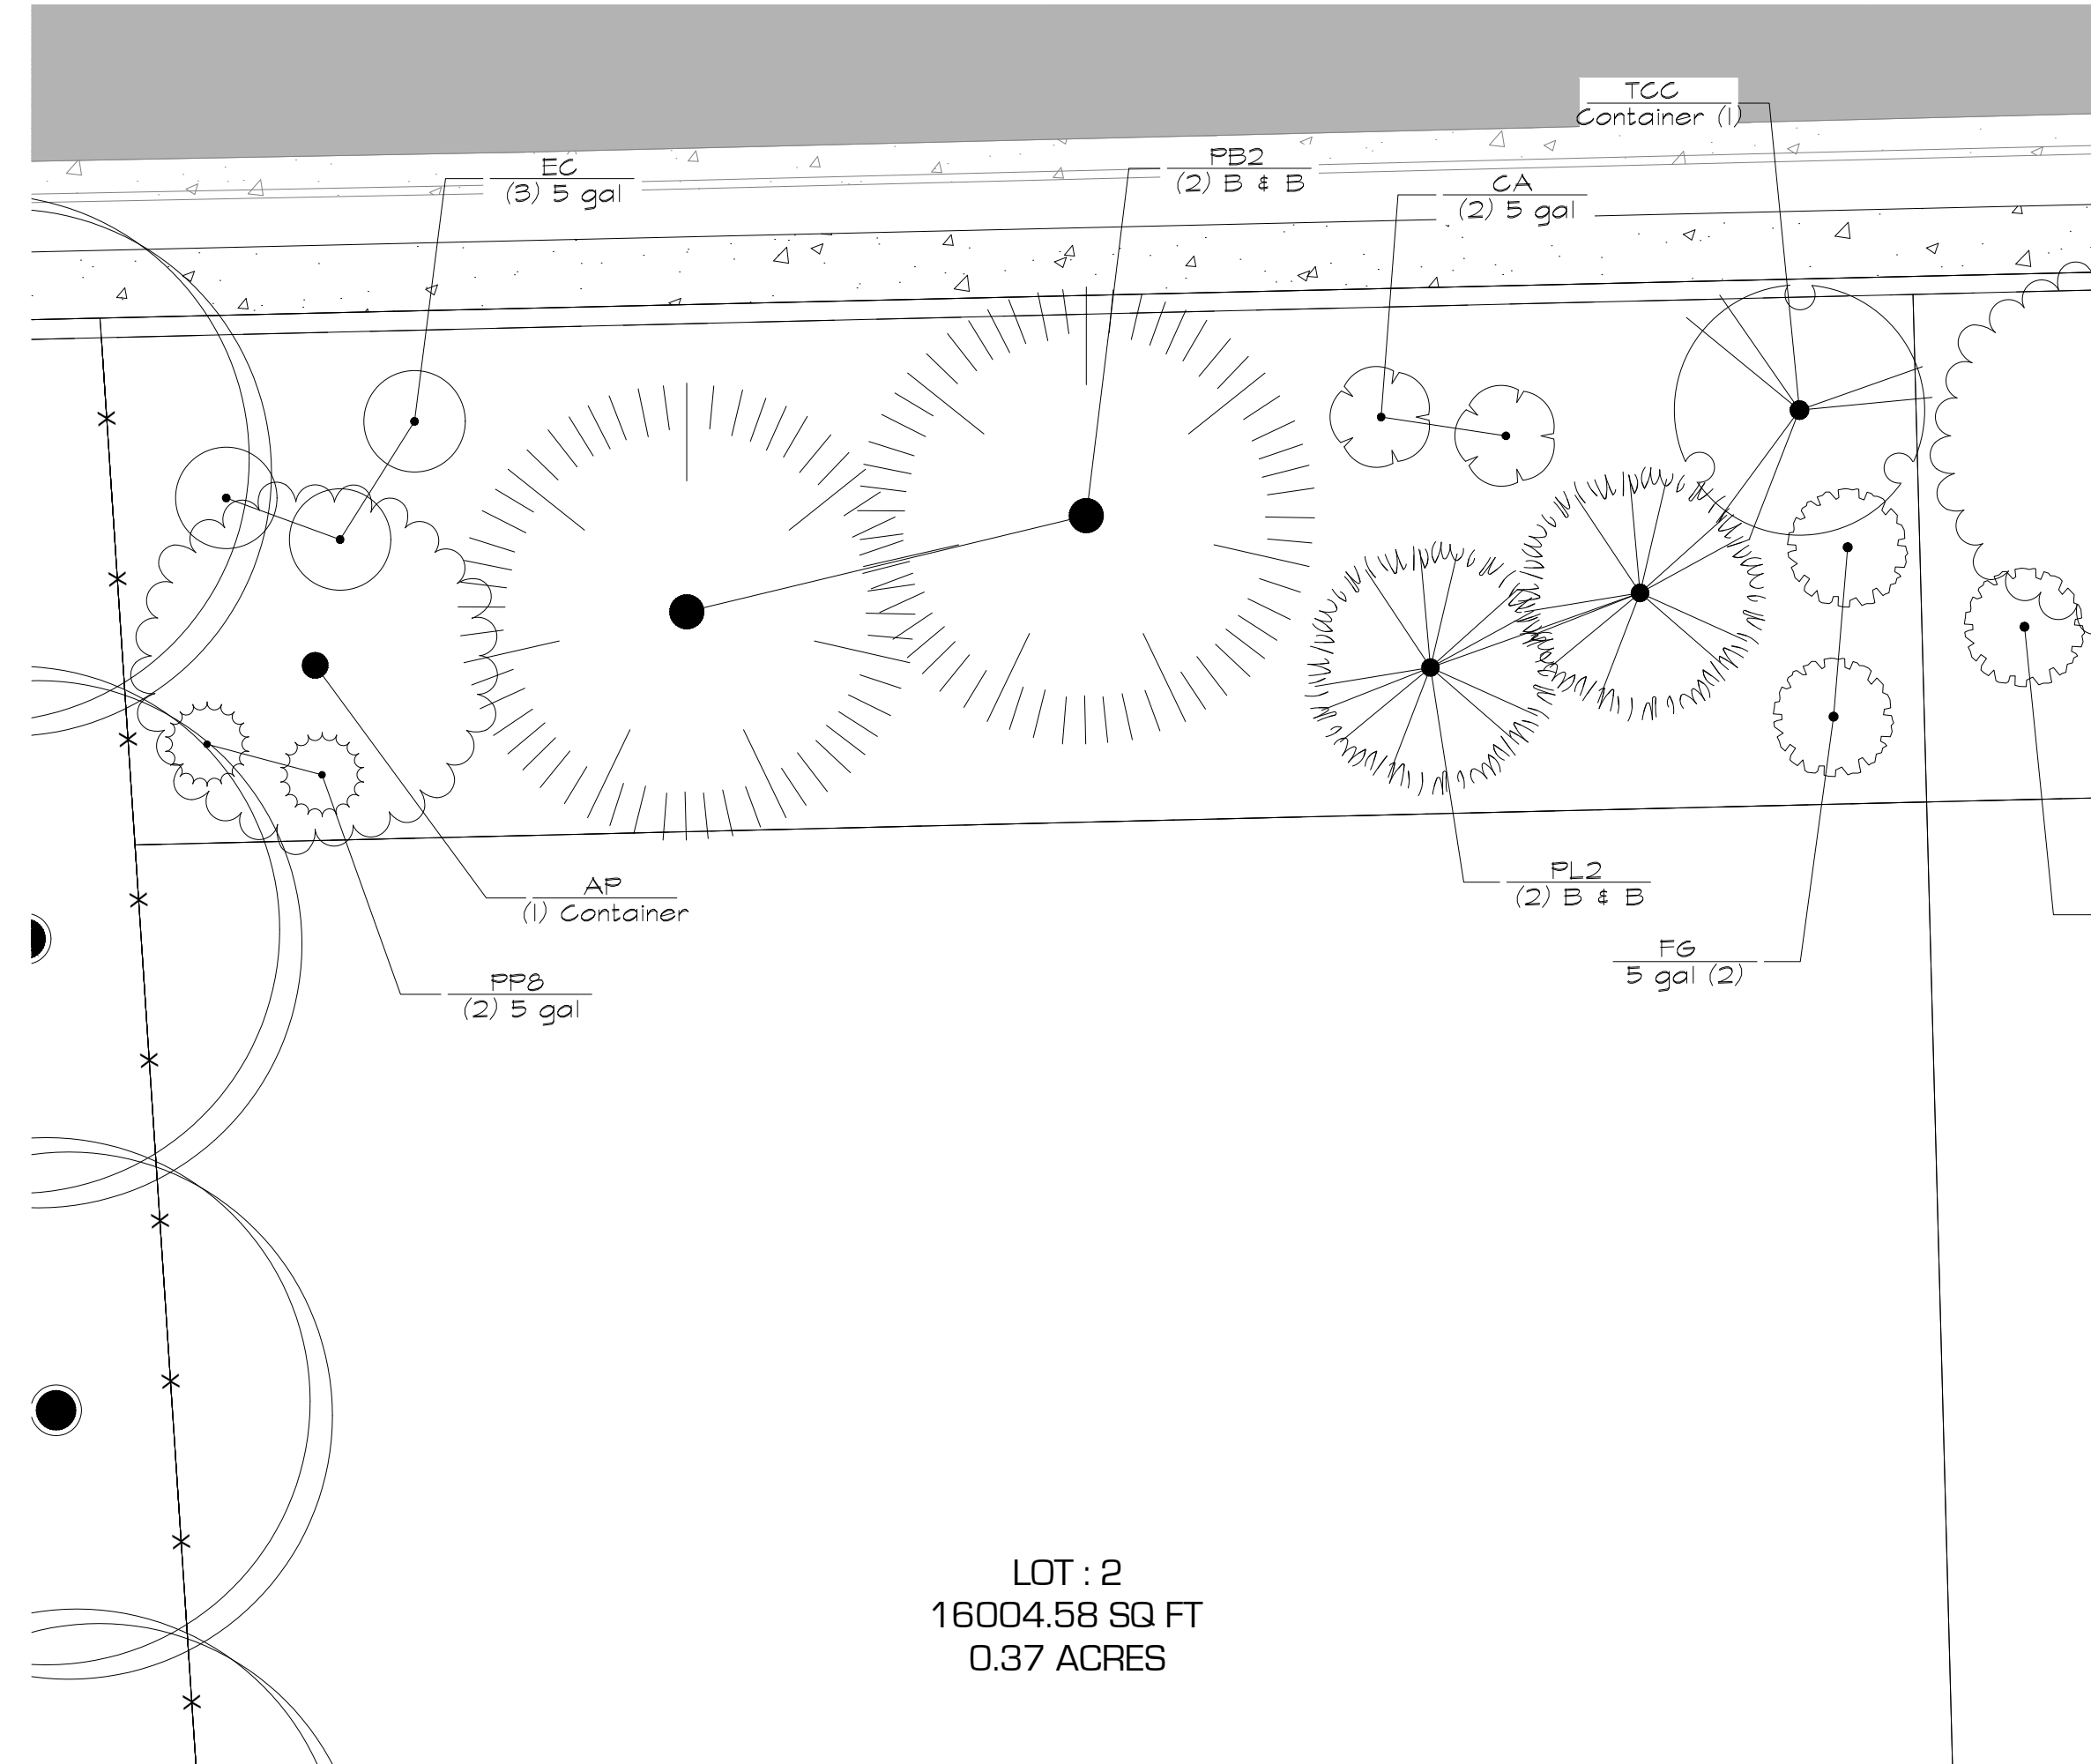 TCC
Container (1)
EC
(3) 5 gal
PB2
(2) B & B
CA
(2) 5 gal
AP
(1) Container
PL2
(2) B & B
FG
5 gal (2)
PP8
(2) 5 gal
LOT : 2
16004.58 SQ FT
0.37 ACRES